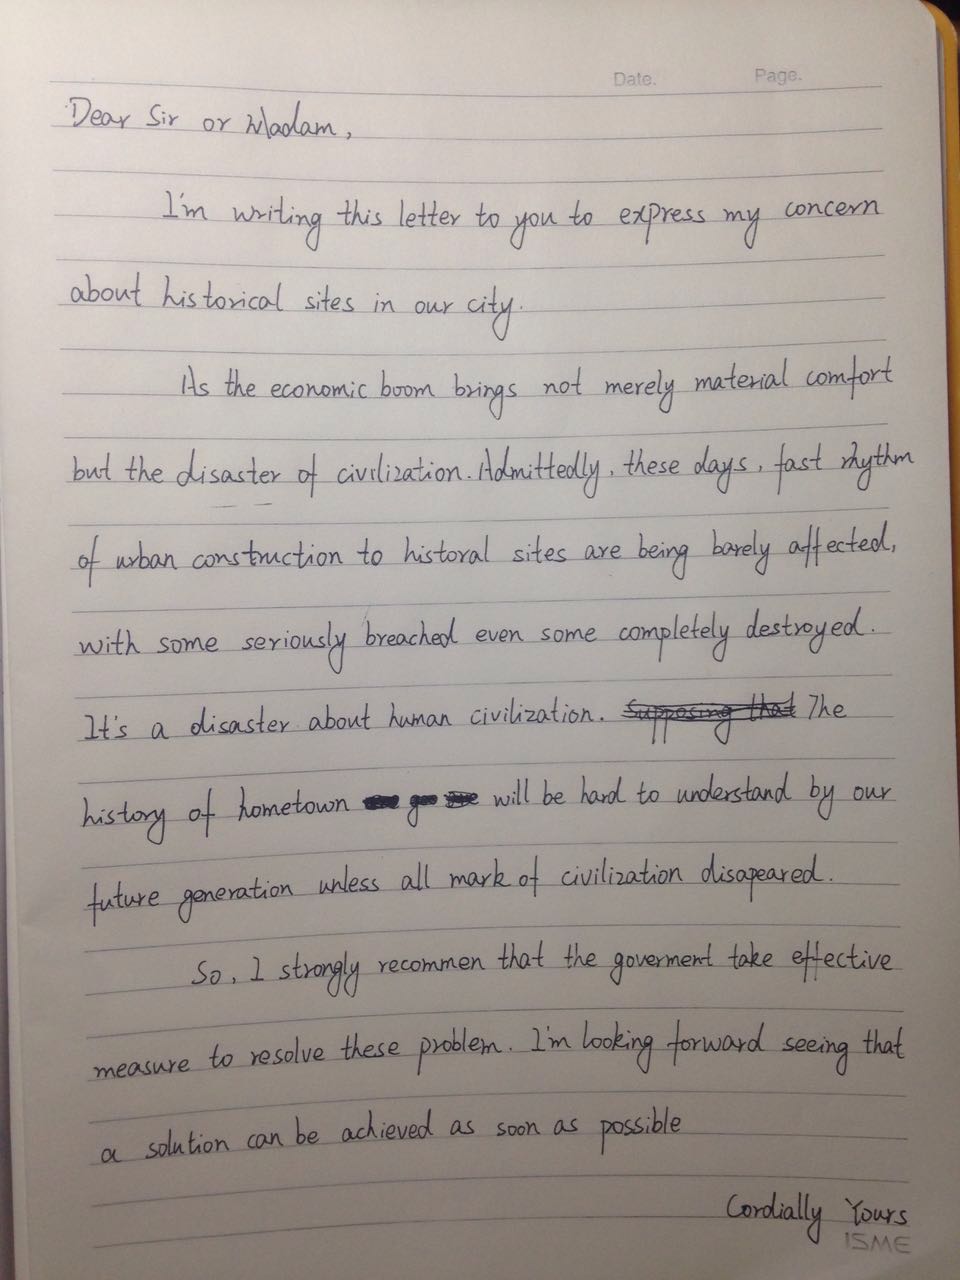 Date. Page.
Dear Sir or Madam,
I'm writing this letter to you to express my concern
about historical sites in our city.
As the economic boom brings not merely material comfort
but the disaster of civilization. Admittedly, these days, fast rhythm
of urban construction to historal sites are being barely affected,
with some seriously breached even some completely destroyed.
It's a disaster about human civilization. Supposing that The
history of hometown will be hard to understand by our
future generation unless all mark of civilization disapeared.
So, I strongly recommen that the goverment take effective
measure to resolve these problem. I'm looking forward seeing that
a solution can be achieved as soon as possible
Cordially Yours
ISME